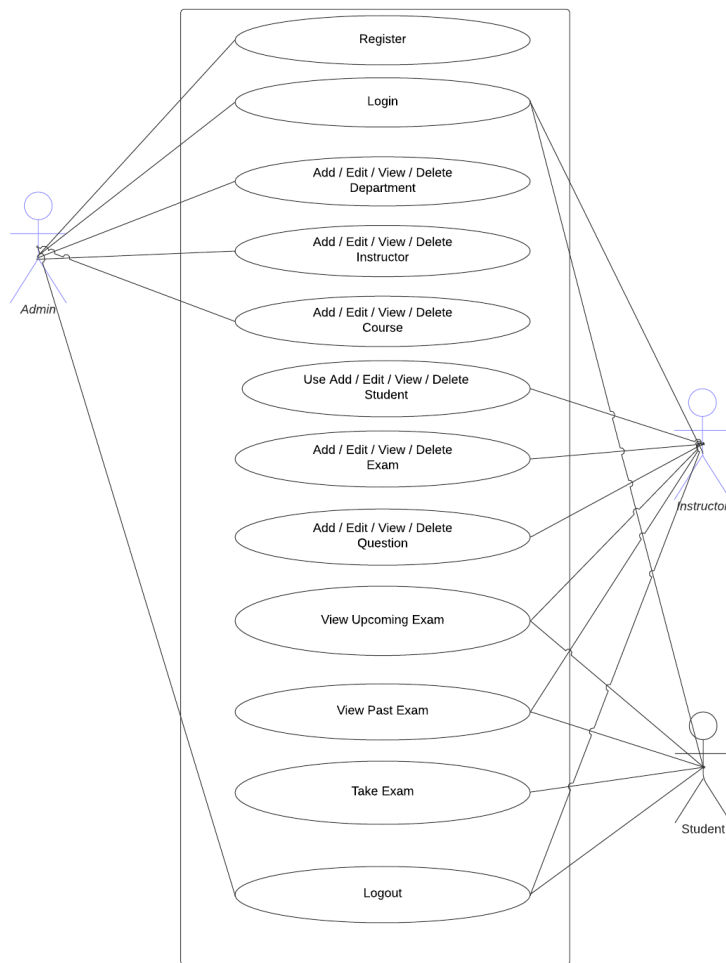 Register
Login
Add / Edit / View / Delete
Department
Add / Edit / View / Delete
Instructor
Admin
Add / Edit / View / Delete
Course
Use Add / Edit / View / Delete
Student
Add / Edit / View / Delete
Exam
Instructor
Add / Edit / View / Delete
Question
View Upcoming Exam
View Past Exam
Take Exam
Student
Logout